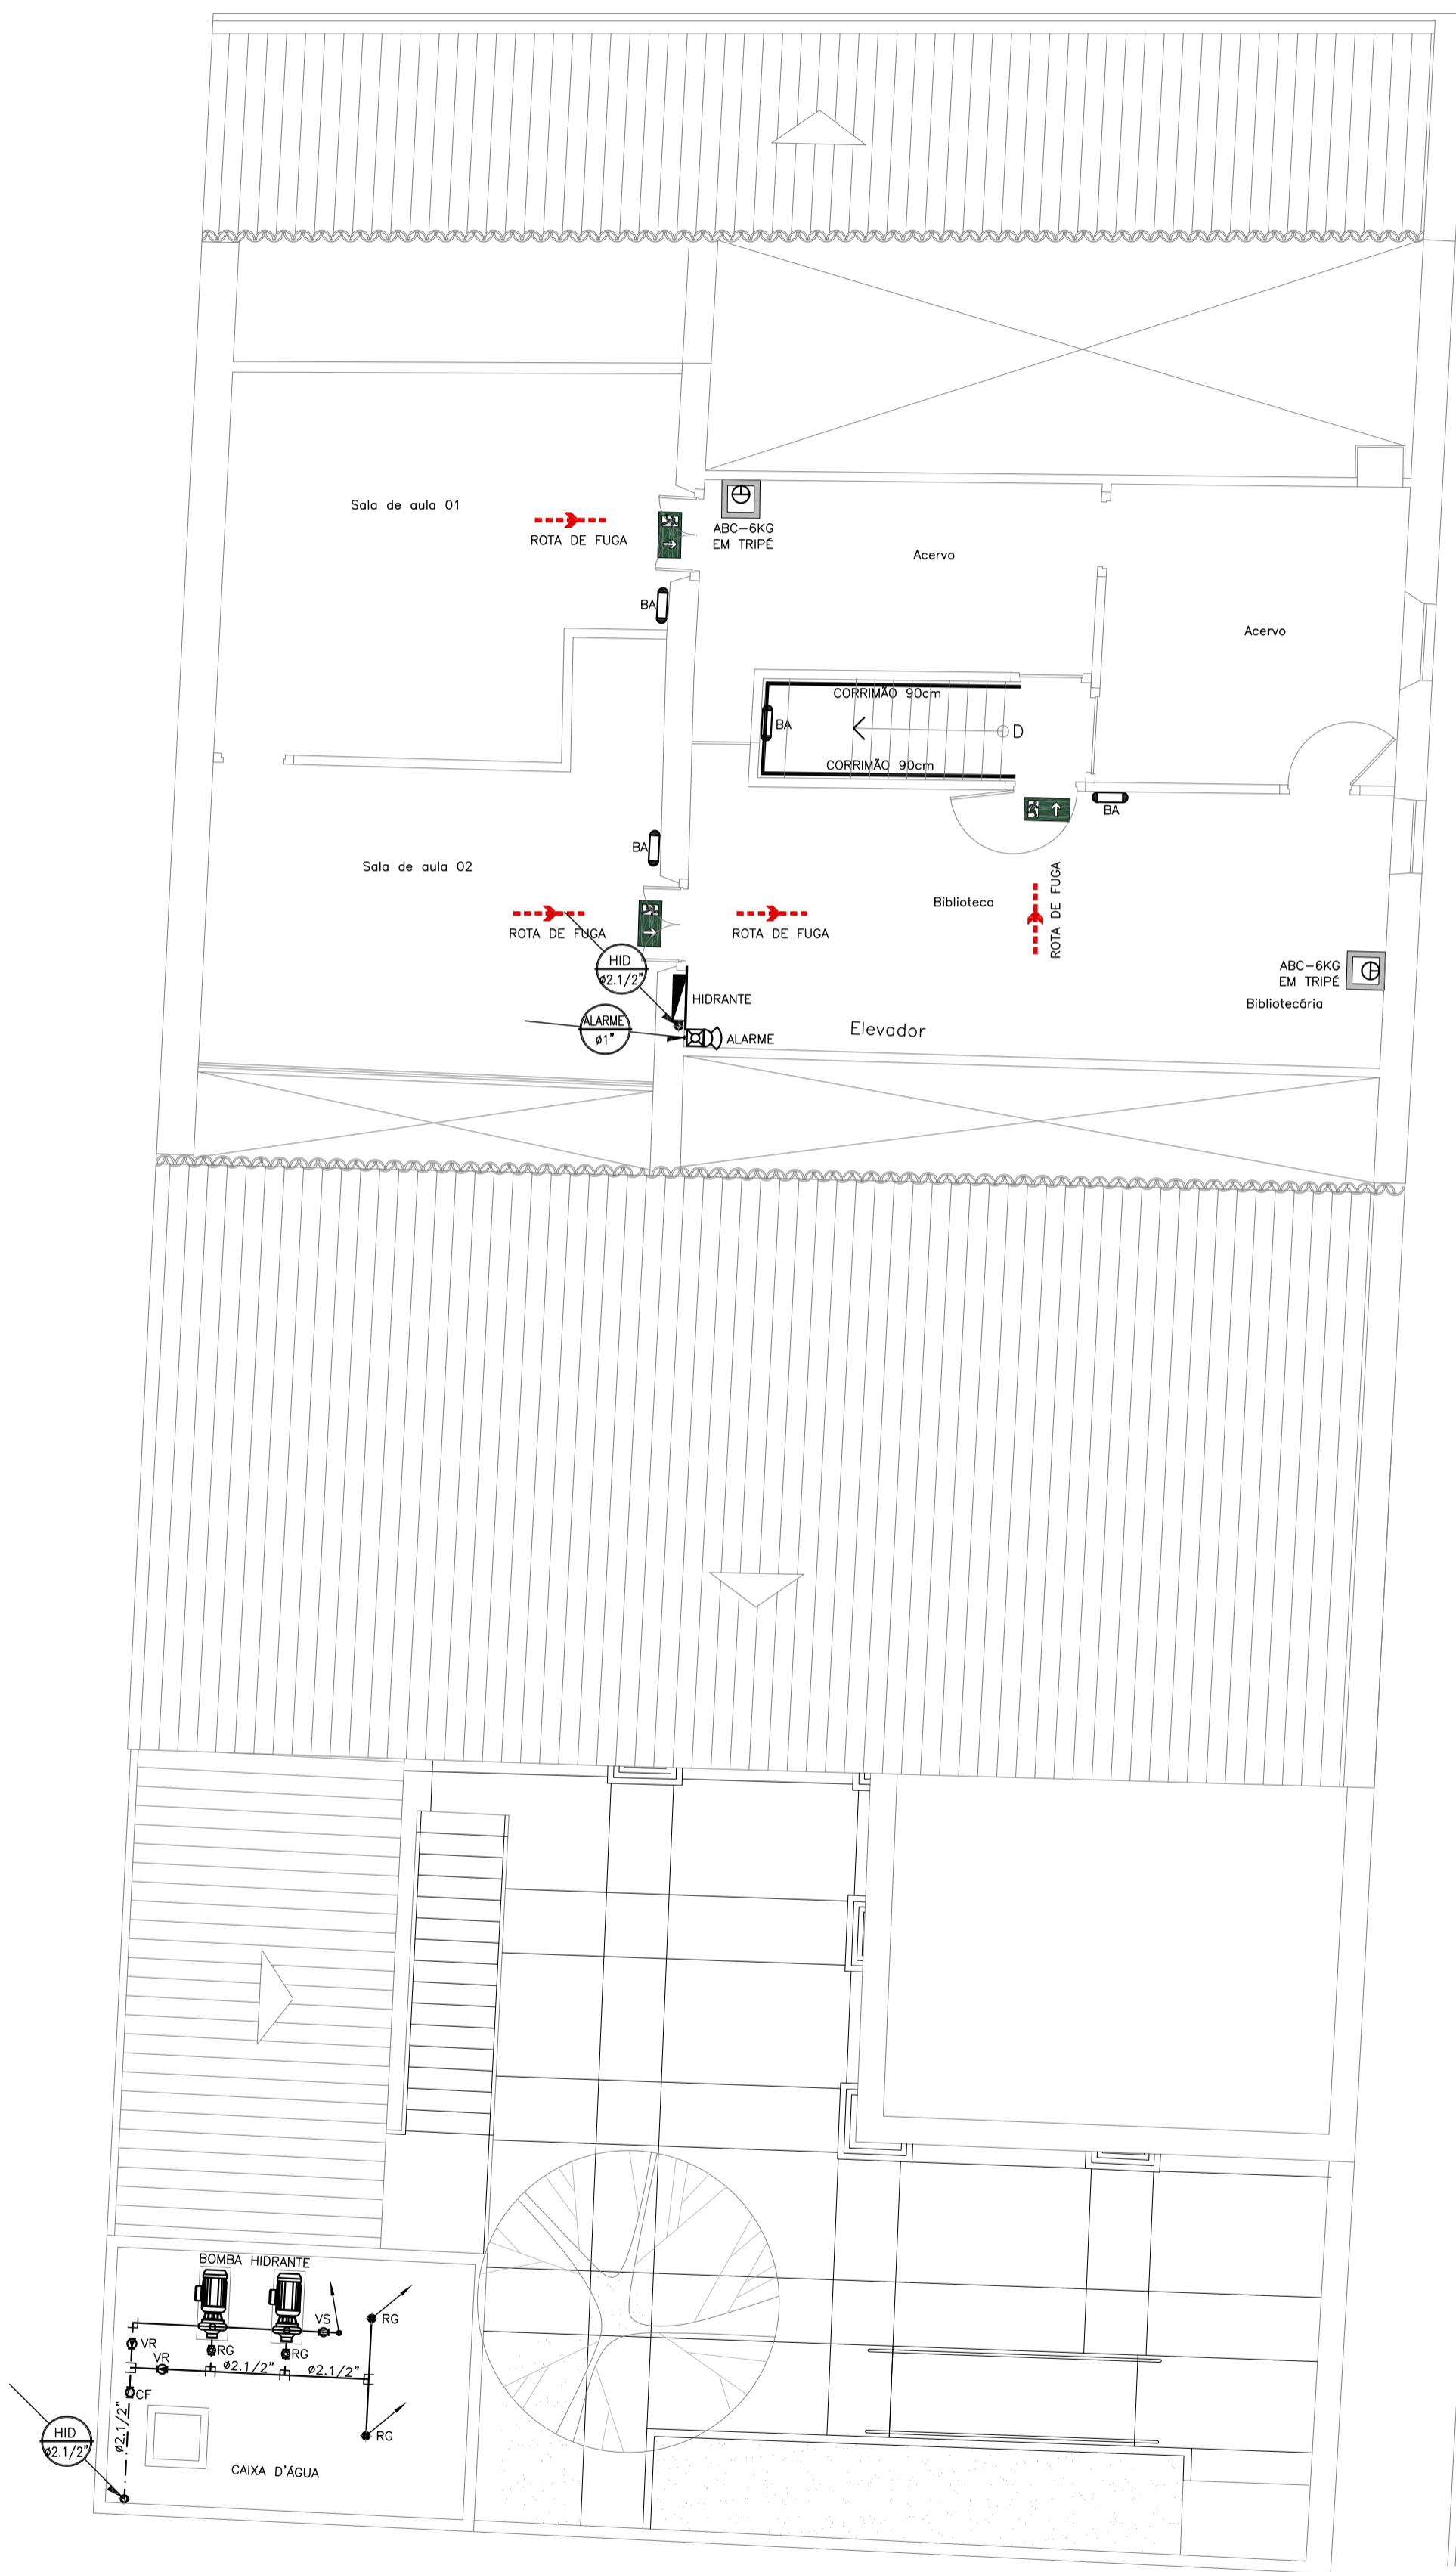 Sala de aula 01
ROTA DE FUGA
ABC-6KG
EM TRIPÉ
Acervo
Acervo
BA
CORRIMÃO 90cm
BA
D
CORRIMÃO 90cm
BA
BA
Sala de aula 02
ROTA DE FUGA
ROTA DE FUGA
Biblioteca
ROTA DE FUGA
HID
ø2.1/2"
HIDRANTE
ABC-6KG
EM TRIPÉ
Bibliotecária
ALARME
ø1"
ALARME
Elevador
BOMBA HIDRANTE
VS
RG
VR
VR
RG
RG
ø2.1/2"
ø2.1/2"
CF
ø2.1/2"
RG
HID
ø2.1/2"
CAIXA D'ÁGUA